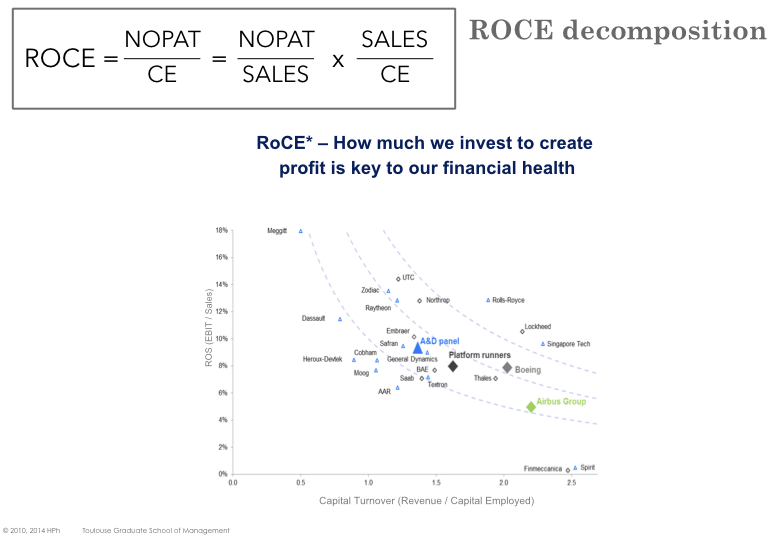 ROCE decomposition
ROCE = NOPAT / CE = NOPAT / SALES x SALES / CE
RoCE* – How much we invest to create
profit is key to our financial health
ROS (EBIT / Sales)
18%
16%
14%
12%
10%
8%
6%
4%
2%
0%
Meggitt
UTC
Zodiac
Raytheon
Northrop
Rolls-Royce
Dassault
Lockheed
Embraer
A&D panel
Safran
Singapore Tech
Cobham
General Dynamics
Platform runners
Heroux-Devtek
Moog
BAE
Boeing
Saab
Textron
Thales
AAR
Airbus Group
Finmeccanica
Spirit
0.0
0.5
1.0
1.5
2.0
2.5
Capital Turnover (Revenue / Capital Employed)
© 2010, 2014 HPh Toulouse Graduate School of Management